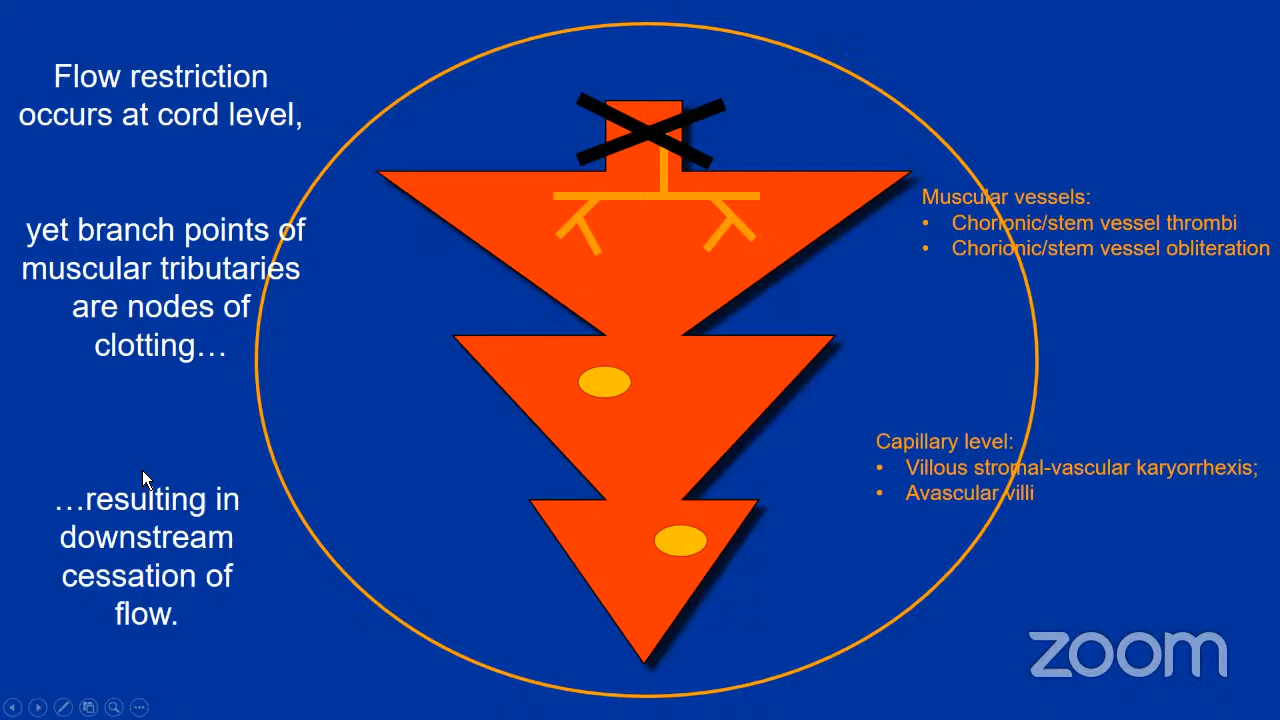 Flow restriction
occurs at cord level,
yet branch points of
muscular tributaries
are nodes of
clotting…
…resulting in
downstream
cessation of
flow.
Muscular vessels:
• Chorionic/stem vessel thrombi
• Chorionic/stem vessel obliteration
Capillary level:
• Villous stromal-vascular karyorrhexis;
• Avascular villi
zoom